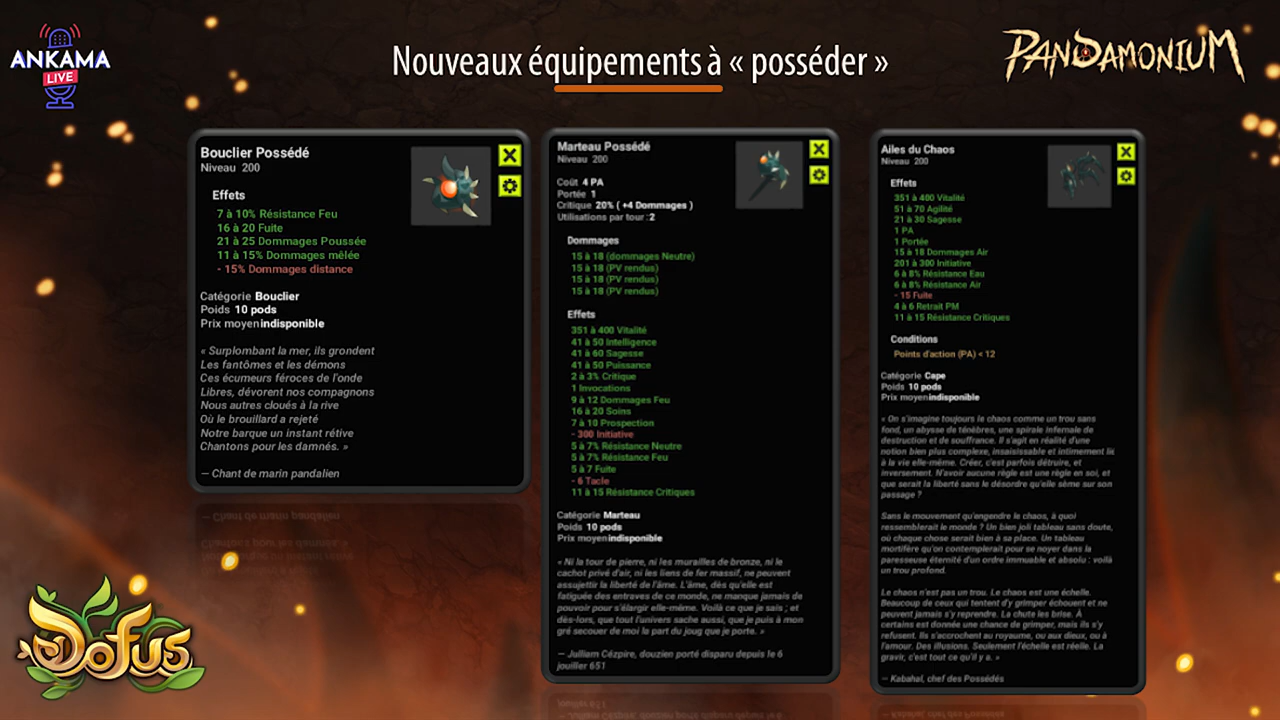 ANKAMA
LIVE
Nouveaux équipements à « posséder »
PANDAMONIUM
Bouclier Possédé
Niveau 200
Effets
7 à 10% Résistance Feu
16 à 20 Fuite
21 à 25 Dommages Poussée
11 à 15% Dommages mêlée
- 15% Dommages distance
Catégorie Bouclier
Poids 10 pods
Prix moyen indisponible
« Surplombant la mer, ils grondent
Les fantômes et les démons
Ces écumeurs féroces de l'onde
Libres, dévorent nos compagnons
Nous autres cloués à la rive
Où le brouillard a rejeté
Notre barque un instant rétive
Chantons pour les damnés. »
— Chant de marin pandalien
Marteau Possédé
Niveau 200
Coût 4 PA
Portée 1
Critique 20% ( +4 Dommages )
Utilisations par tour : 2
Dommages
15 à 18 (dommages Neutre)
15 à 18 (PV rendus)
15 à 18 (PV rendus)
15 à 18 (PV rendus)
Effets
351 à 400 Vitalité
41 à 50 Intelligence
41 à 60 Sagesse
41 à 50 Puissance
2 à 3% Critique
1 Invocations
9 à 12 Dommages Feu
16 à 20 Soins
7 à 10 Prospection
- 300 Initiative
5 à 7% Résistance Neutre
5 à 7% Résistance Feu
5 à 7 Fuite
- 6 Tacle
11 à 15 Résistance Critiques
Catégorie Marteau
Poids 10 pods
Prix moyen indisponible
« Ni la tour de pierre, ni les murailles de bronze, ni le
cachot privé d'air, ni les liens de fer massif, ne peuvent
assujettir la liberté de l'âme. L'âme, dès qu'elle est
fatiguée des entraves de ce monde, ne manque jamais de
pouvoir pour s'élargir elle-même. Voilà ce que je sais ; et
dès-lors, que tout l'univers sache aussi, que je puis à mon
gré secouer de moi la part du joug que je porte. »
— Julliam Cézpire, douzien porté disparu depuis le 6
jouiller 651
Ailes du Chaos
Niveau 200
Effets
351 à 400 Vitalité
51 à 70 Agilité
21 à 30 Sagesse
1 PA
1 Portée
15 à 18 Dommages Air
201 à 300 Initiative
6 à 8% Résistance Eau
6 à 8% Résistance Air
- 15 Fuite
4 à 6 Retrait PM
11 à 15 Résistance Critiques
Conditions
Points d'action (PA) < 12
Catégorie Cape
Poids 10 pods
Prix moyen indisponible
« On s'imagine toujours le chaos comme un trou sans
fond, un abysse de ténèbres, une spirale infernale de
destruction et de souffrance. Il s'agit en réalité d'une
notion bien plus complexe, insaisissable et intimement lié
à la vie elle-même. Créer, c'est parfois détruire, et
inversement. N'avoir aucune règle est une règle en soi, et
que serait la liberté sans le désordre qu'elle sème sur son
passage ?
Sans le mouvement qu'engendre le chaos, à quoi
ressemblerait le monde ? Un bien joli tableau sans doute,
où chaque chose serait bien à sa place. Un tableau
mortifère qu'on contemplerait pour se noyer dans la
paresseuse éternité d'un ordre immuable et absolu : voilà
un trou profond.
Le chaos n'est pas un trou. Le chaos est une échelle.
Beaucoup de ceux qui tentent d'y grimper échouent et ne
peuvent jamais s'y reprendre. La chute les brise. À
certains est donnée une chance de grimper, mais ils s'y
refusent. Ils s'accrochent au royaume, ou aux dieux, ou à
l'amour. Des illusions. Seulement l'échelle est réelle. La
gravir, c'est tout ce qu'il y a. »
— Kabahal, chef des Possédés
DOFUS